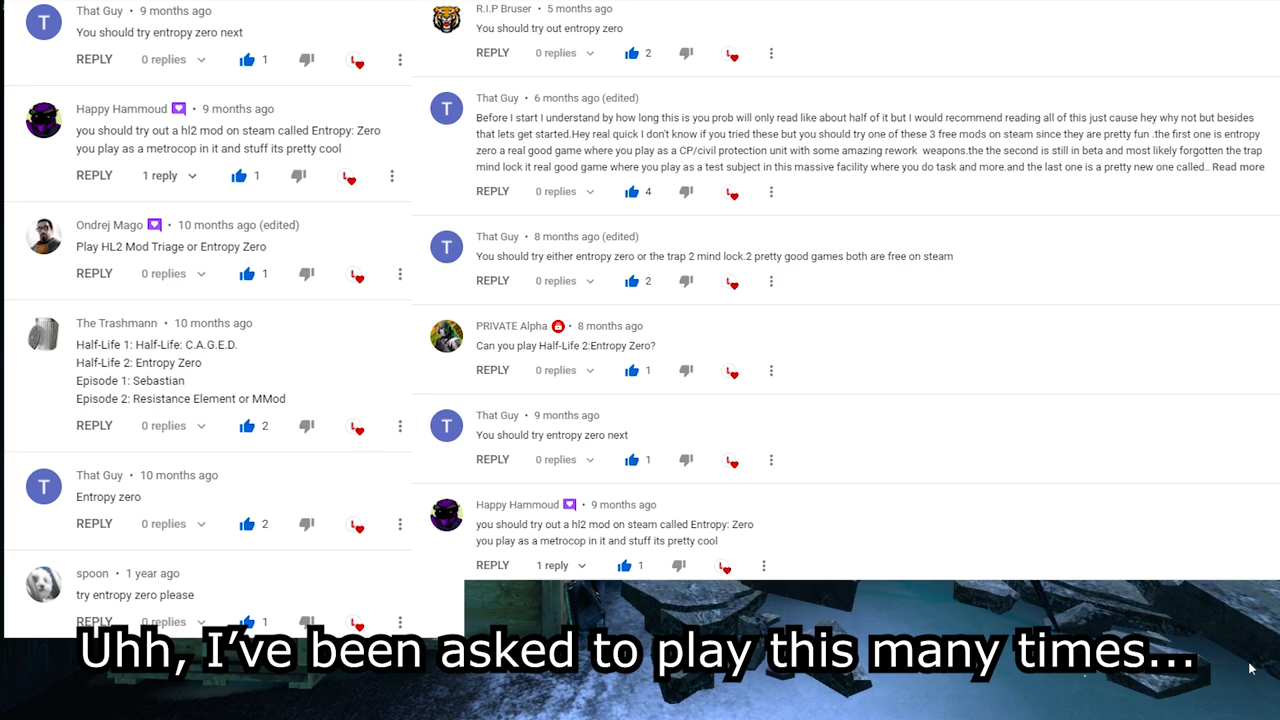 T
That Guy • 9 months ago
You should try entropy zero next
REPLY 0 replies 1
Happy Hammoud • 9 months ago
you should try out a hl2 mod on steam called Entropy: Zero
you play as a metrocop in it and stuff its pretty cool
REPLY 1 reply 1
Ondrej Mago • 10 months ago (edited)
Play HL2 Mod Triage or Entropy Zero
REPLY 0 replies 1
The Trashmann • 10 months ago
Half-Life 1: Half-Life: C.A.G.E.D.
Half-Life 2: Entropy Zero
Episode 1: Sebastian
Episode 2: Resistance Element or MMod
REPLY 0 replies 2
T
That Guy • 10 months ago
Entropy zero
REPLY 0 replies 2
spoon • 1 year ago
try entropy zero please
REPLY 0 replies 1
R.I.P Bruser • 5 months ago
You should try out entropy zero
REPLY 0 replies 2
T
That Guy • 6 months ago (edited)
Before I start I understand by how long this is you prob will only read like about half of it but I would recommend reading all of this just cause hey why not but besides
that lets get started.Hey real quick I don't know if you tried these but you should try one of these 3 free mods on steam since they are pretty fun .the first one is entropy
zero a real good game where you play as a CP/civil protection unit with some amazing rework weapons.the the second is still in beta and most likely forgotten the trap
mind lock it real good game where you play as a test subject in this massive facility where you do task and more.and the last one is a pretty new one called.. Read more
REPLY 0 replies 4
T
That Guy • 8 months ago (edited)
You should try either entropy zero or the trap 2 mind lock.2 pretty good games both are free on steam
REPLY 0 replies 2
PRIVATE Alpha • 8 months ago
Can you play Half-Life 2:Entropy Zero?
REPLY 0 replies 1
T
That Guy • 9 months ago
You should try entropy zero next
REPLY 0 replies 1
Happy Hammoud • 9 months ago
you should try out a hl2 mod on steam called Entropy: Zero
you play as a metrocop in it and stuff its pretty cool
REPLY 1 reply 1
Uhh, I've been asked to play this many times...